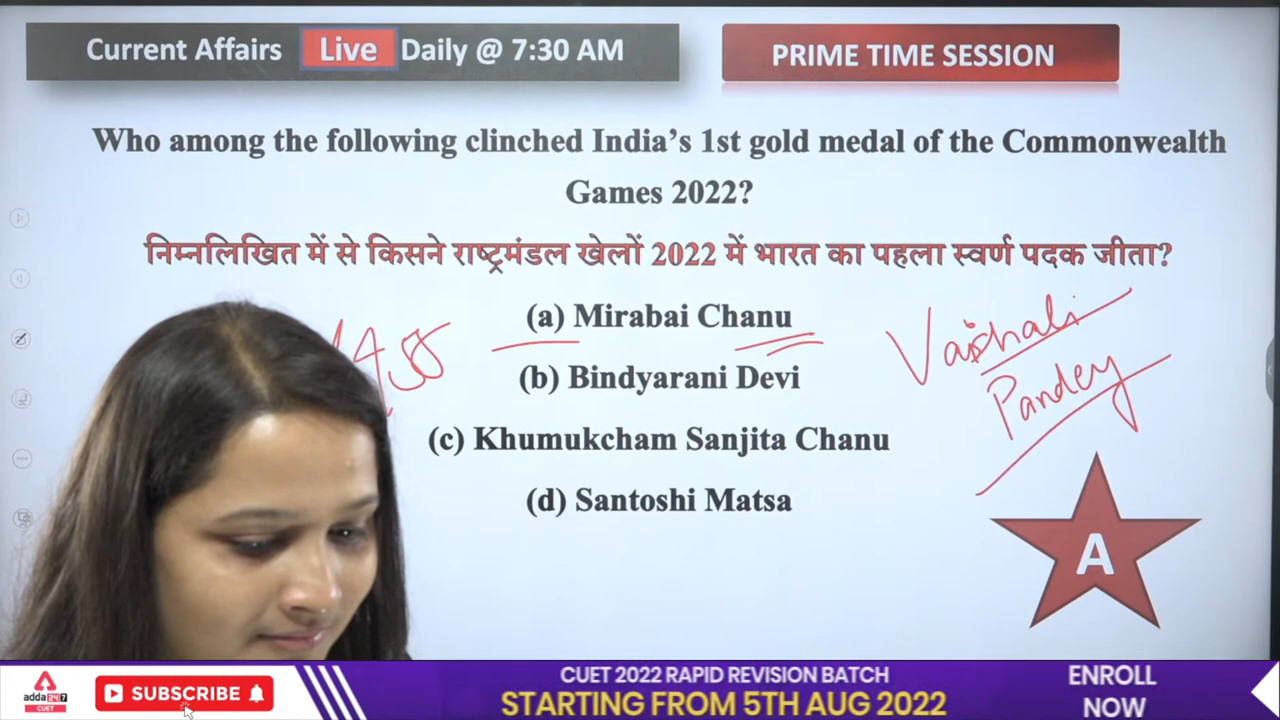 Current Affairs Live Daily @ 7:30 AM
PRIME TIME SESSION
Who among the following clinched India's 1st gold medal of the Commonwealth
Games 2022?
निम्नलिखित में से किसने राष्ट्रमंडल खेलों 2022 में भारत का पहला स्वर्ण पदक जीता?
(a) Mirabai Chanu
(b) Bindyarani Devi
(c) Khumukcham Sanjita Chanu
(d) Santoshi Matsa
Vaishali
Pandey
A
adda247
CUET
SUBSCRIBE
CUET 2022 RAPID REVISION BATCH
STARTING FROM 5TH AUG 2022
ENROLL
NOW